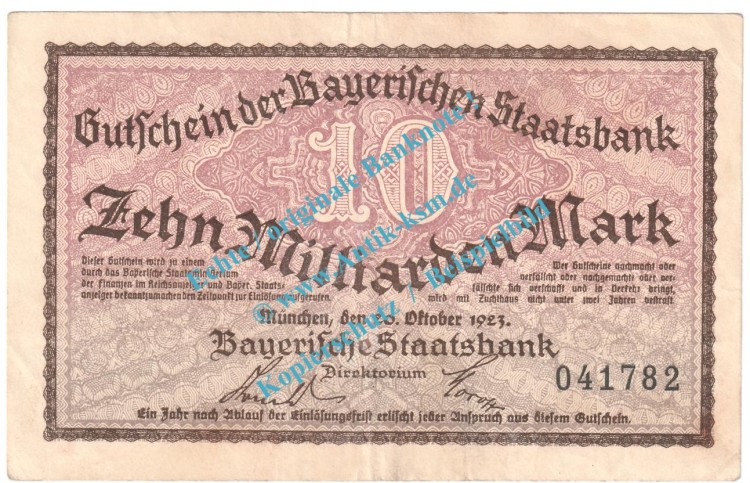 Gutschein der Bayerischen Staatsbank
10
Zehn Milliarden Mark
Dieser Gutschein wird zu einem
durch das Bayerische Staatsministerium
der Finanzen im Reichsanzeiger und Bayer. Staats-
anzeiger bekanntzumachenden Zeitpunkt zur Einlösung aufgerufen.
Wer Gutscheine nachmacht oder
verfälscht oder nachgemachte oder ver-
fälschte sich verschafft und in Verkehr bringt,
wird mit Zuchthaus nicht unter zwei Jahren bestraft.
München, den 26. Oktober 1923.
Bayerische Staatsbank
Direktorium
041782
Ein Jahr nach Ablauf der Einlösungsfrist erlischt jeder Anspruch aus diesem Gutschein.
Echte / originale Banknote!
www.Antik-ksm.de
Kopierschutz / Beispielbild